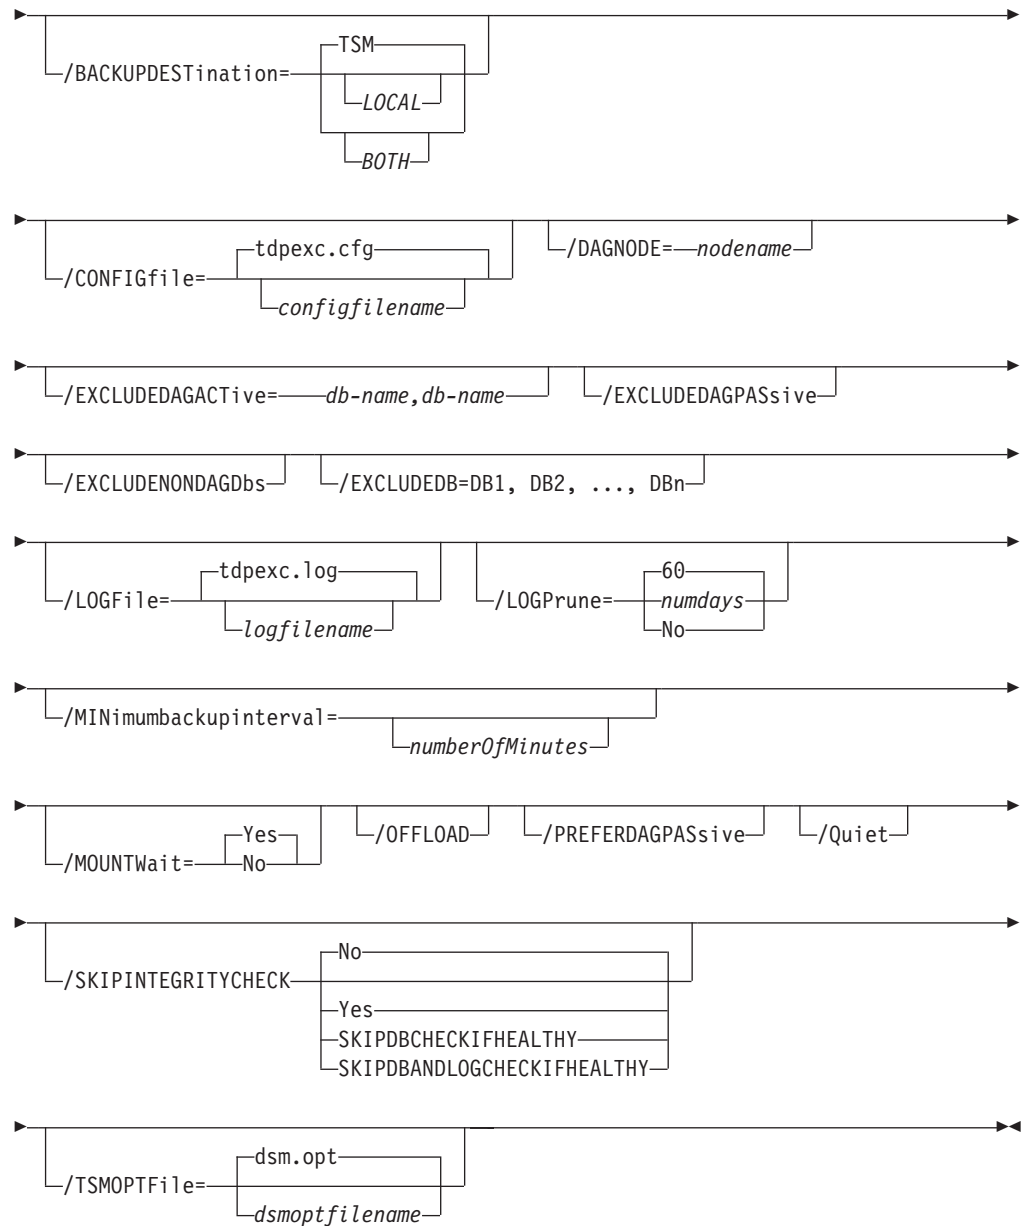 TSM
/BACKUPDESTination=
LOCAL
BOTH
tdpexc.cfg
/DAGNODE= nodename
/CONFIGfile=
configfilename
/EXCLUDEDAGACTive= db-name,db-name
/EXCLUDEDAGPASsive
/EXCLUDENONDAGDbs
/EXCLUDEDB=DB1, DB2, ..., DBn
tdpexc.log
60
/LOGFile=
/LOGPrune= numdays
logfilename
No
/MINimumbackupinterval=
numberOfMinutes
Yes
/OFFLOAD
/PREFERDAGPASsive
/Quiet
/MOUNTWait= No
No
/SKIPINTEGRITYCHECK
Yes
SKIPDBCHECKIFHEALTHY
SKIPDBANDLOGCHECKIFHEALTHY
dsm.opt
/TSMOPTFile=
dsmoptfilename